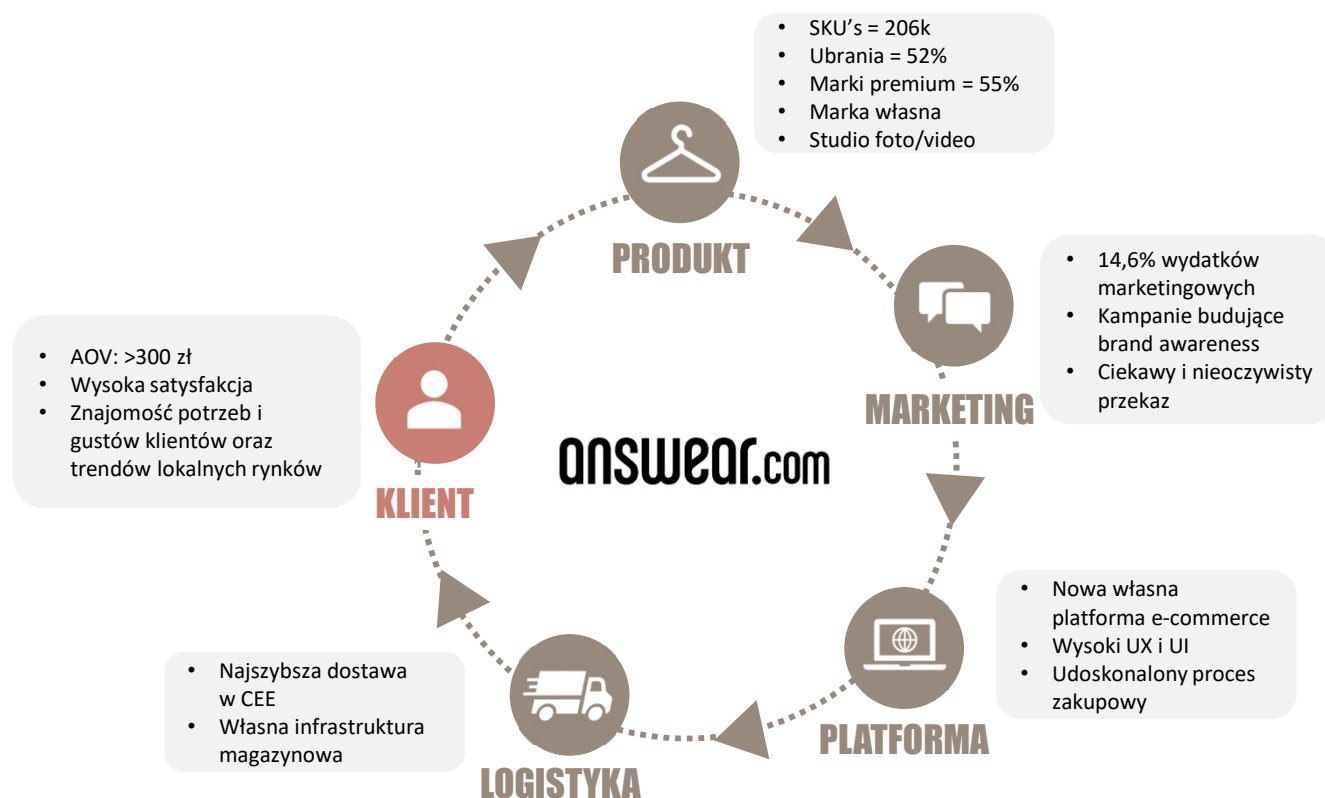 • SKU's = 206k
• Ubrania = 52%
• Marki premium = 55%
• Marka własna
• Studio foto/video
PRODUKT
• 14,6% wydatków
marketingowych
• Kampanie budujące
brand awareness
• Ciekawy i nieoczywisty
przekaz
MARKETING
• AOV: >300 zł
• Wysoka satysfakcja
• Znajomość potrzeb i
gustów klientów oraz
trendów lokalnych rynków
KLIENT
answear.com
• Nowa własna
platforma e-commerce
• Wysoki UX i UI
• Udoskonalony proces
zakupowy
PLATFORMA
• Najszybsza dostawa
w CEE
• Własna infrastruktura
magazynowa
LOGISTYKA